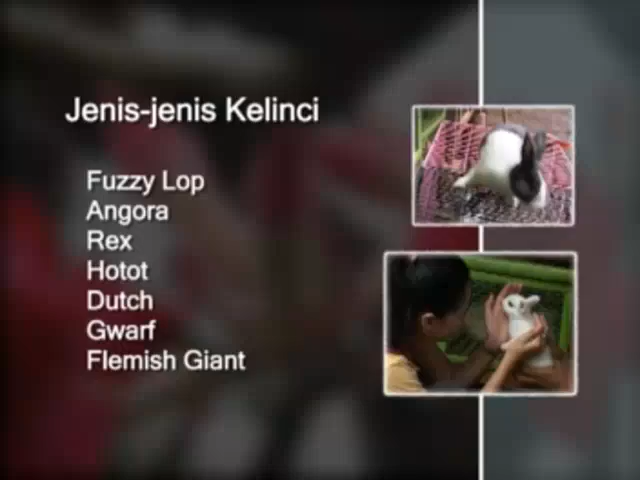 Jenis-jenis Kelinci
Fuzzy Lop
Angora
Rex
Hotot
Dutch
Gwarf
Flemish Giant